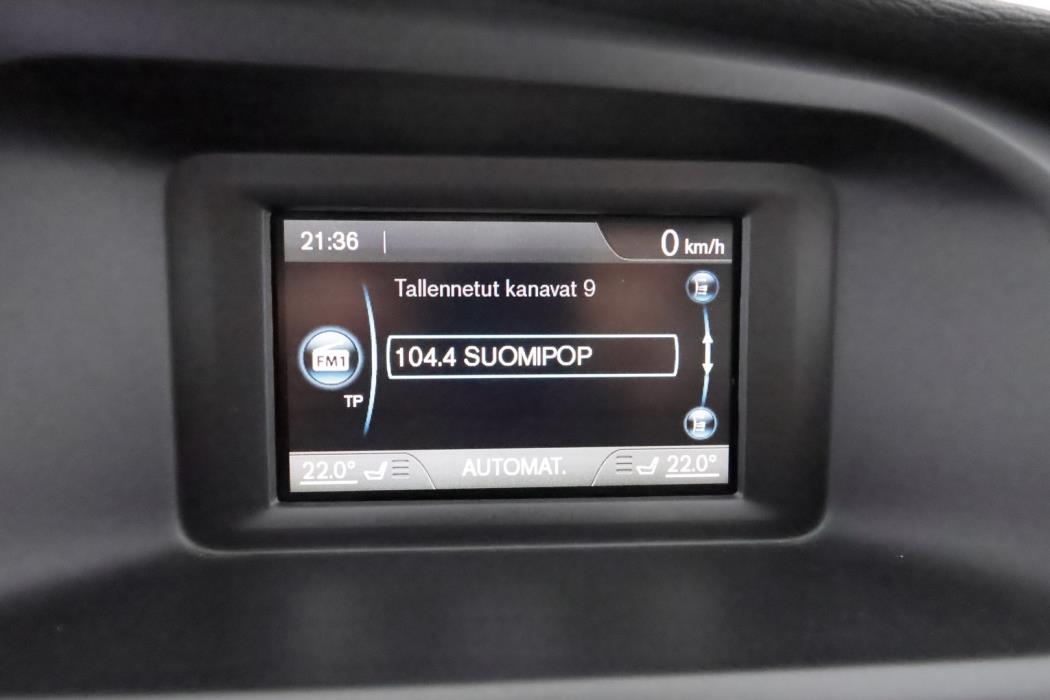 21:36
0 km/h
Tallennetut kanavat 9
FM1
104.4 SUOMIPOP
TP
22.0° AUTOMAT. 22.0°